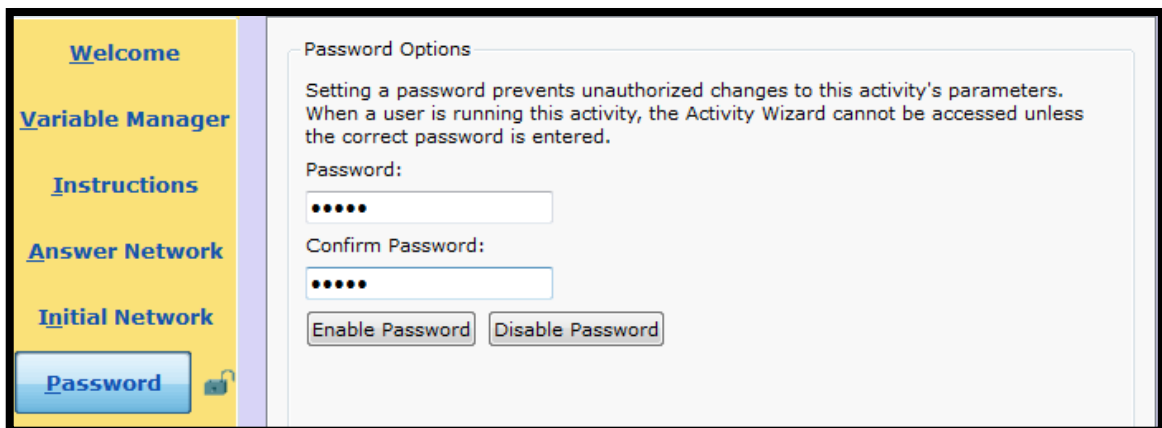 Welcome
Variable Manager
Instructions
Answer Network
Initial Network
Password
Password Options
Setting a password prevents unauthorized changes to this activity's parameters.
When a user is running this activity, the Activity Wizard cannot be accessed unless
the correct password is entered.
Password:
•••••
Confirm Password:
•••••
Enable Password
Disable Password